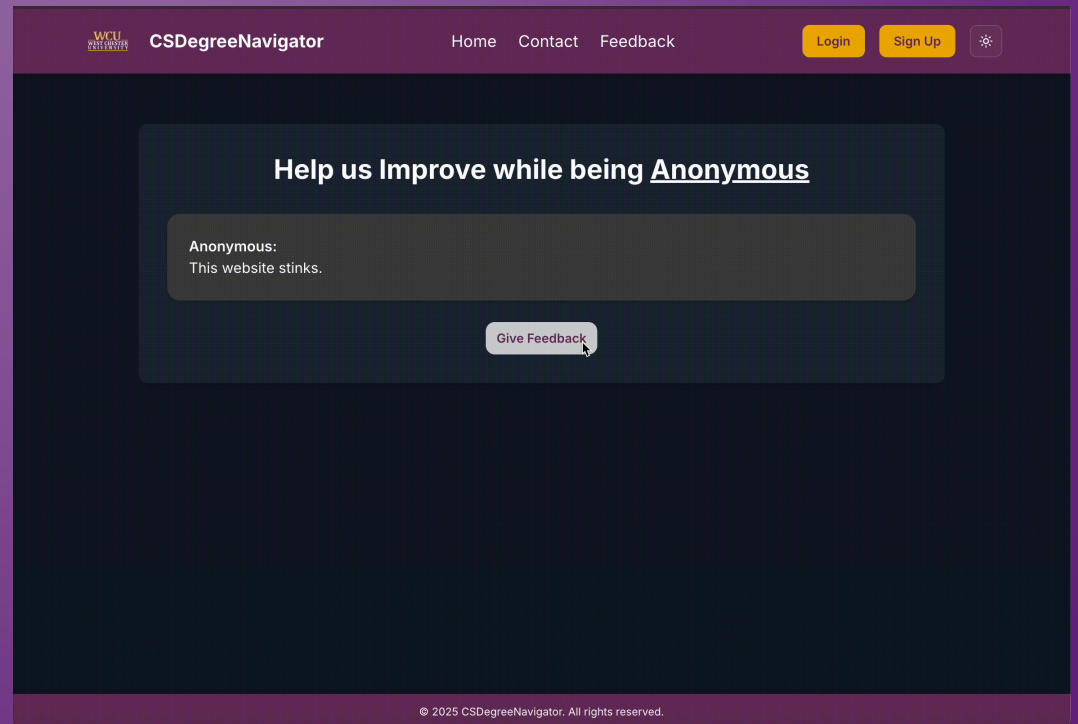 WCU
WEST CHESTER
UNIVERSITY
CSDegreeNavigator
Home
Contact
Feedback
Login
Sign Up
Help us Improve while being Anonymous
Anonymous:
This website stinks.
Give Feedback
© 2025 CSDegreeNavigator. All rights reserved.